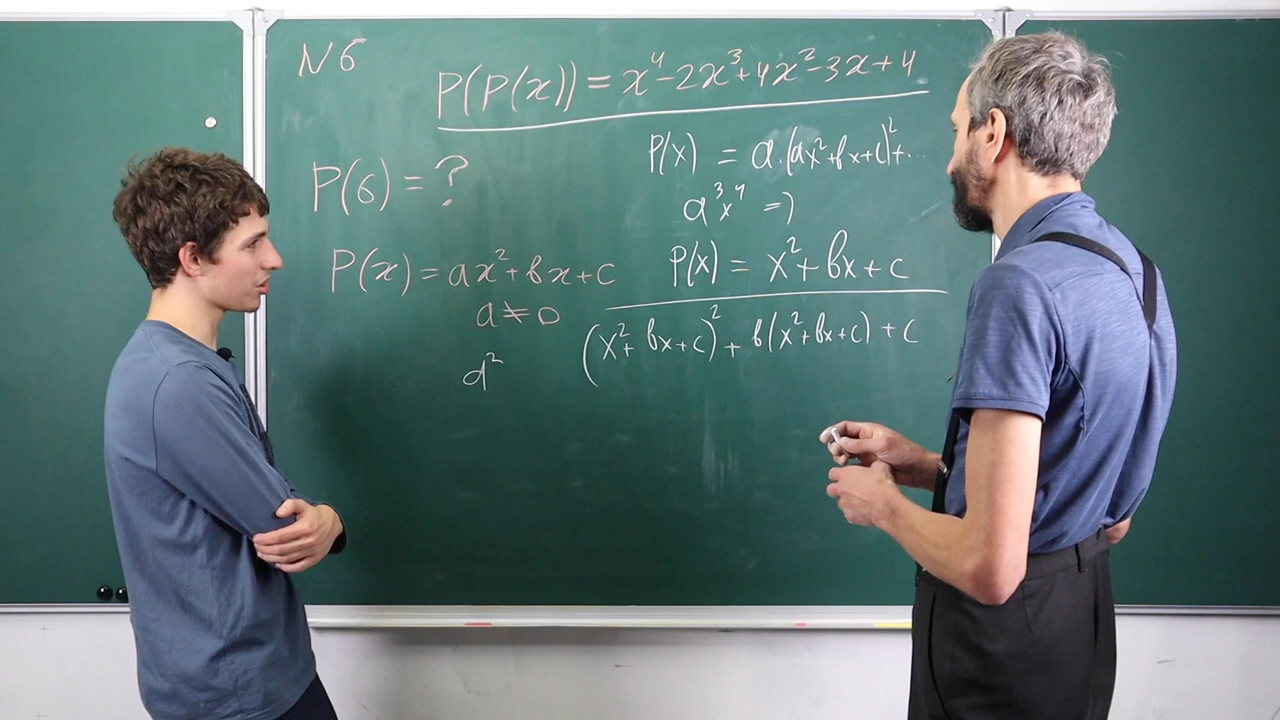 N6
P(P(x)) = x⁴-2x³+4x²-3x+4
P(6) = ?
P(x) = ax²+bx+c
a≠0
a²
P(x) = a.(ax²+bx+c)²+...
a³x⁴ =)
P(x) = x²+bx+c
(x²+bx+c)²+b(x²+bx+c)+c